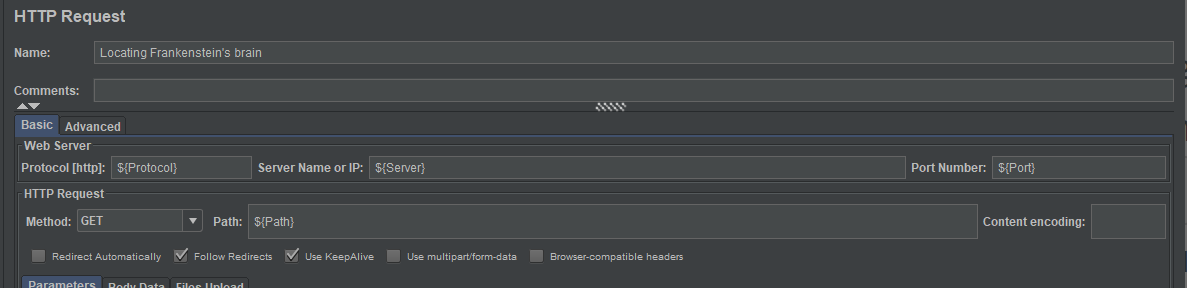 HTTP Request
Name: Locating Frankenstein's brain
Comments:
Basic Advanced
Web Server
Protocol [http]: ${Protocol} Server Name or IP: ${Server} Port Number: ${Port}
HTTP Request
Method: GET Path: ${Path} Content encoding:
Redirect Automatically Follow Redirects Use KeepAlive Use multipart/form-data Browser-compatible headers
Parameters Body Data Files Upload